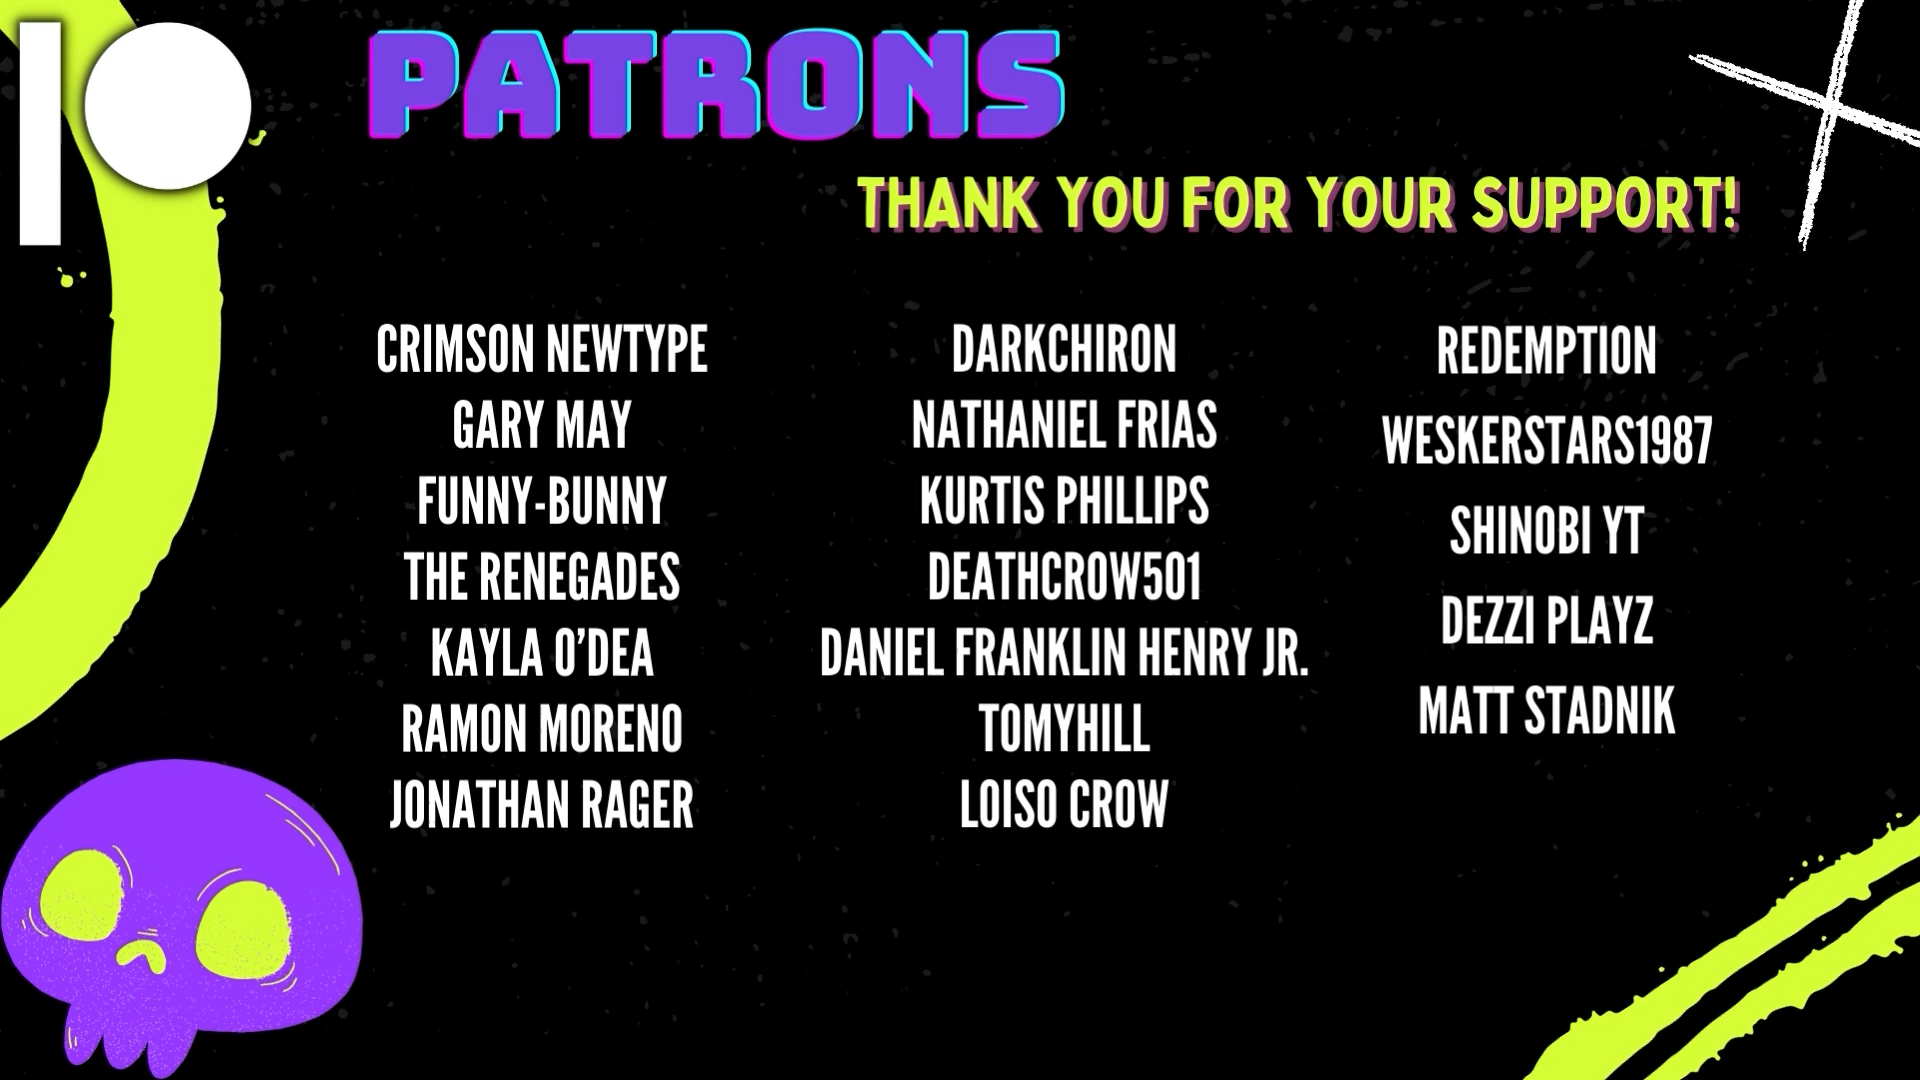 PATRONS
THANK YOU FOR YOUR SUPPORT!
CRIMSON NEWTYPE
GARY MAY
FUNNY-BUNNY
THE RENEGADES
KAYLA O’DEA
RAMON MORENO
JONATHAN RAGER
DARKCHIRON
NATHANIEL FRIAS
KURTIS PHILLIPS
DEATHCROW501
DANIEL FRANKLIN HENRY JR.
TOMYHILL
LOISO CROW
REDEMPTION
WESKERSTARS1987
SHINOBI YT
DEZZI PLAYZ
MATT STADNIK